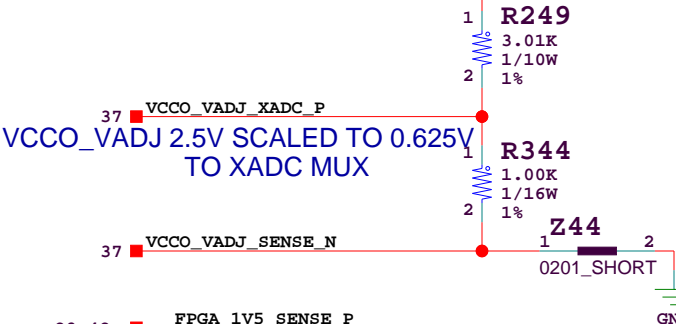 1 R249
3.01K
1/10W
2 1%
37 VCCO_VADJ_XADC_P
VCCO_VADJ 2.5V SCALED TO 0.625V
TO XADC MUX
1 R344
1.00K
1/16W
2 1%
37 VCCO_VADJ_SENSE_N
Z44
1 2
0201_SHORT
FPGA_1V5_SENSE_P
GN